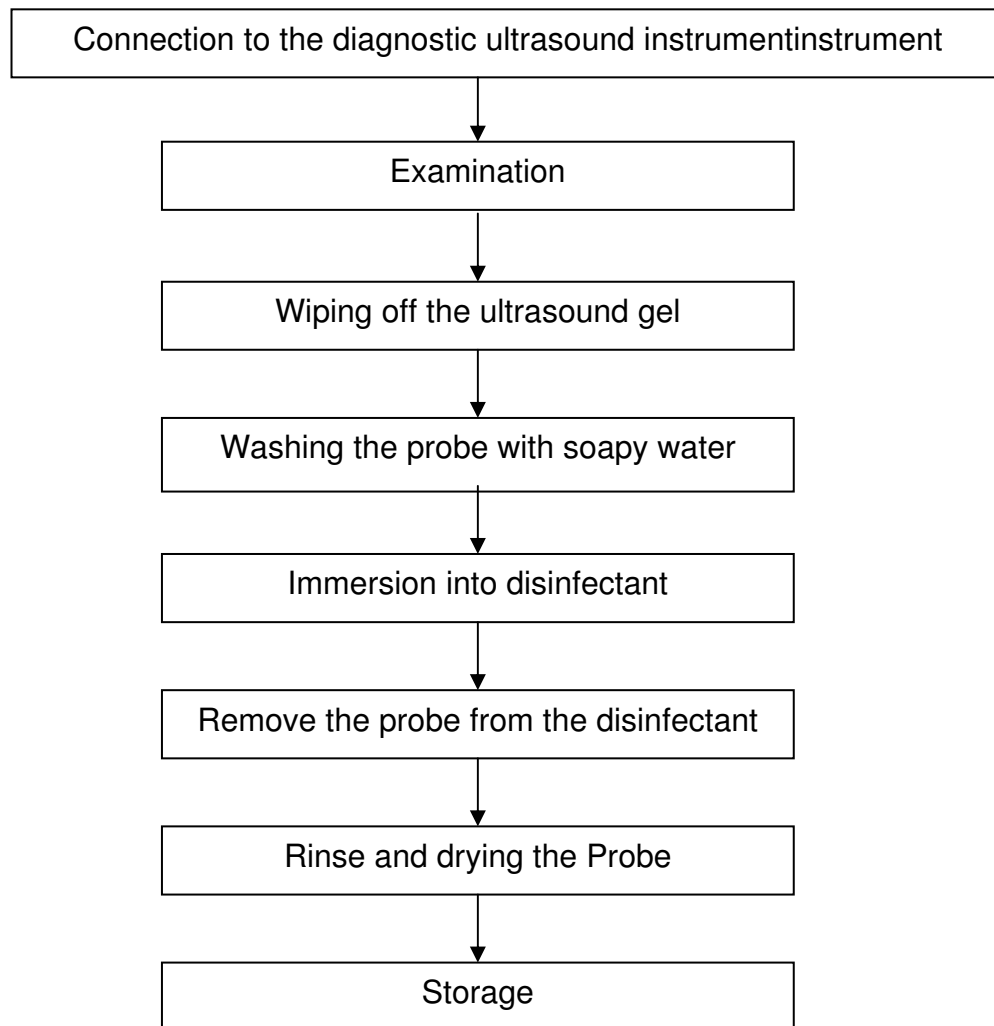 Connection to the diagnostic ultrasound instrumentinstrument
Examination
Wiping off the ultrasound gel
Washing the probe with soapy water
Immersion into disinfectant
Remove the probe from the disinfectant
Rinse and drying the Probe
Storage